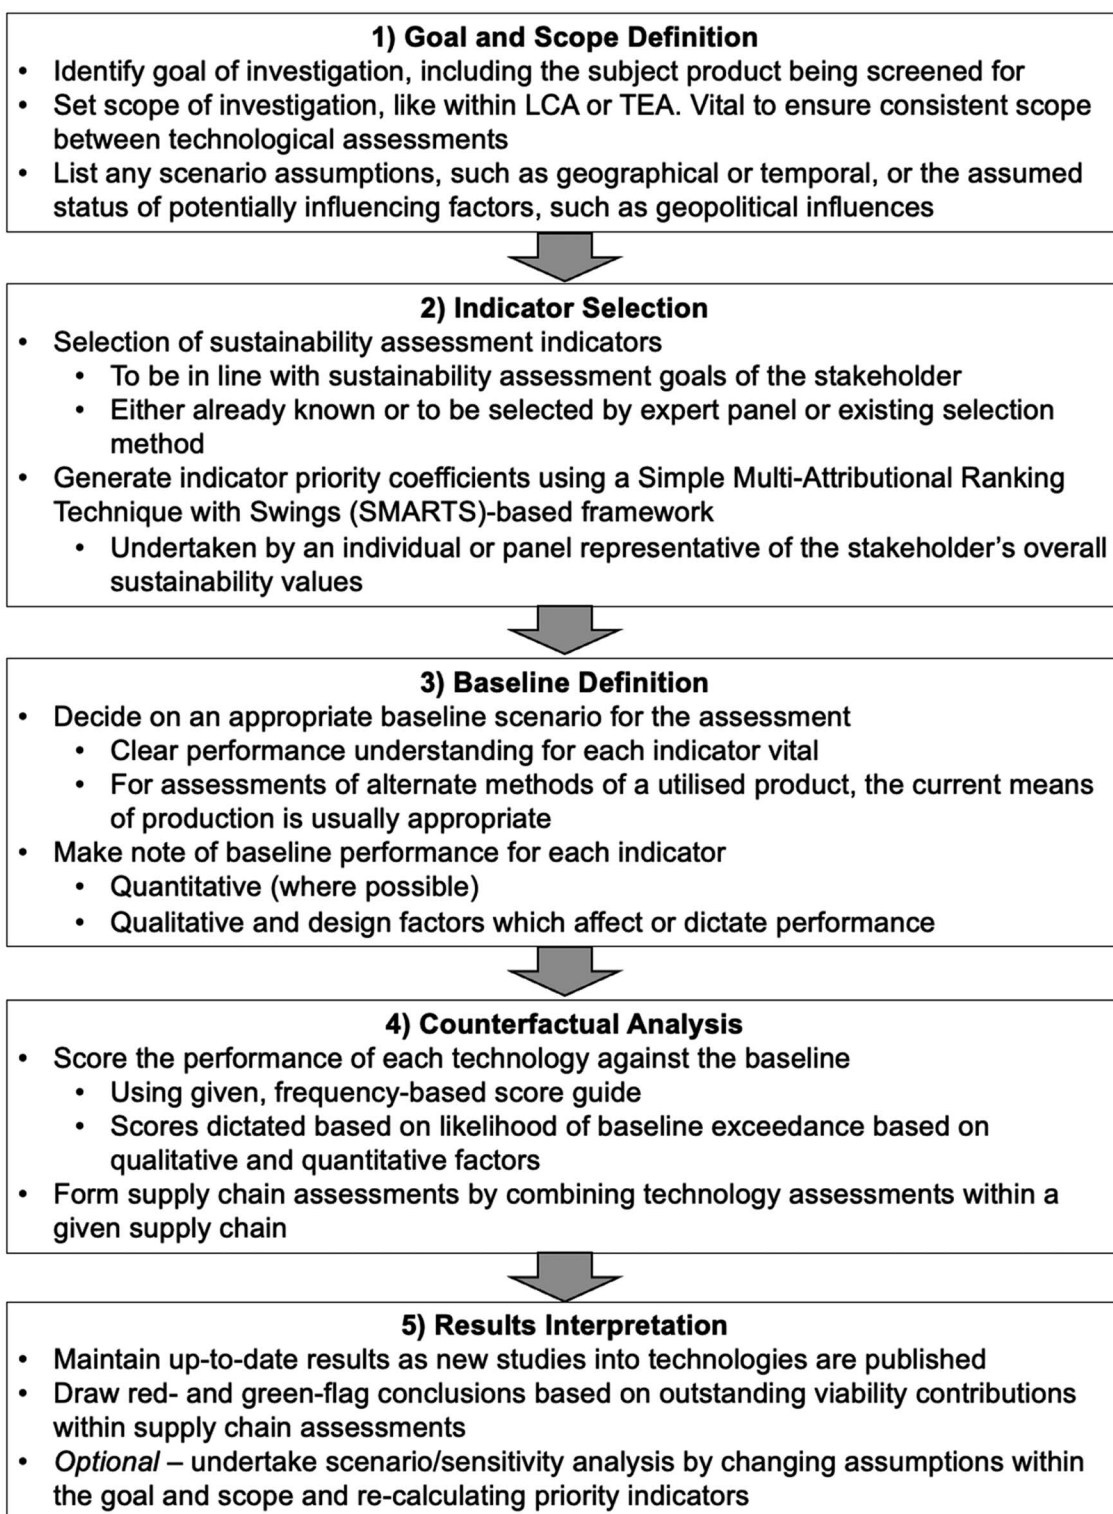 1) Goal and Scope Definition
• Identify goal of investigation, including the subject product being screened for
• Set scope of investigation, like within LCA or TEA. Vital to ensure consistent scope
between technological assessments
• List any scenario assumptions, such as geographical or temporal, or the assumed
status of potentially influencing factors, such as geopolitical influences
2) Indicator Selection
• Selection of sustainability assessment indicators
• To be in line with sustainability assessment goals of the stakeholder
• Either already known or to be selected by expert panel or existing selection
method
• Generate indicator priority coefficients using a Simple Multi-Attributional Ranking
Technique with Swings (SMARTS)-based framework
• Undertaken by an individual or panel representative of the stakeholder’s overall
sustainability values
3) Baseline Definition
• Decide on an appropriate baseline scenario for the assessment
• Clear performance understanding for each indicator vital
• For assessments of alternate methods of a utilised product, the current means
of production is usually appropriate
• Make note of baseline performance for each indicator
• Quantitative (where possible)
• Qualitative and design factors which affect or dictate performance
4) Counterfactual Analysis
• Score the performance of each technology against the baseline
• Using given, frequency-based score guide
• Scores dictated based on likelihood of baseline exceedance based on
qualitative and quantitative factors
• Form supply chain assessments by combining technology assessments within a
given supply chain
5) Results Interpretation
• Maintain up-to-date results as new studies into technologies are published
• Draw red- and green-flag conclusions based on outstanding viability contributions
within supply chain assessments
• Optional – undertake scenario/sensitivity analysis by changing assumptions within
the goal and scope and re-calculating priority indicators